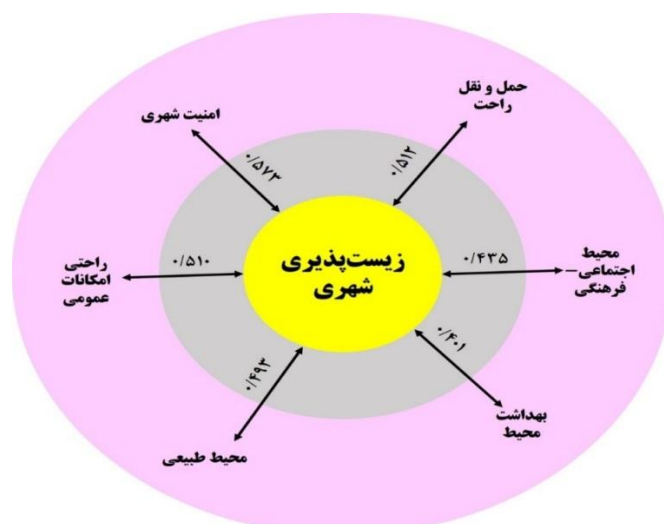 حمل و نقل
راحت
۰/۵۱۲
امنیت شهری
۰/۵۷۳
محیط
اجتماعی–
فرهنگی
۰/۴۳۵
زیست‌پذیری
شهری
۰/۵۱۰
راحتی
امکانات
عمومی
۰/۴۰۱
بهداشت
محیط
۰/۴۹۳
محیط طبیعی